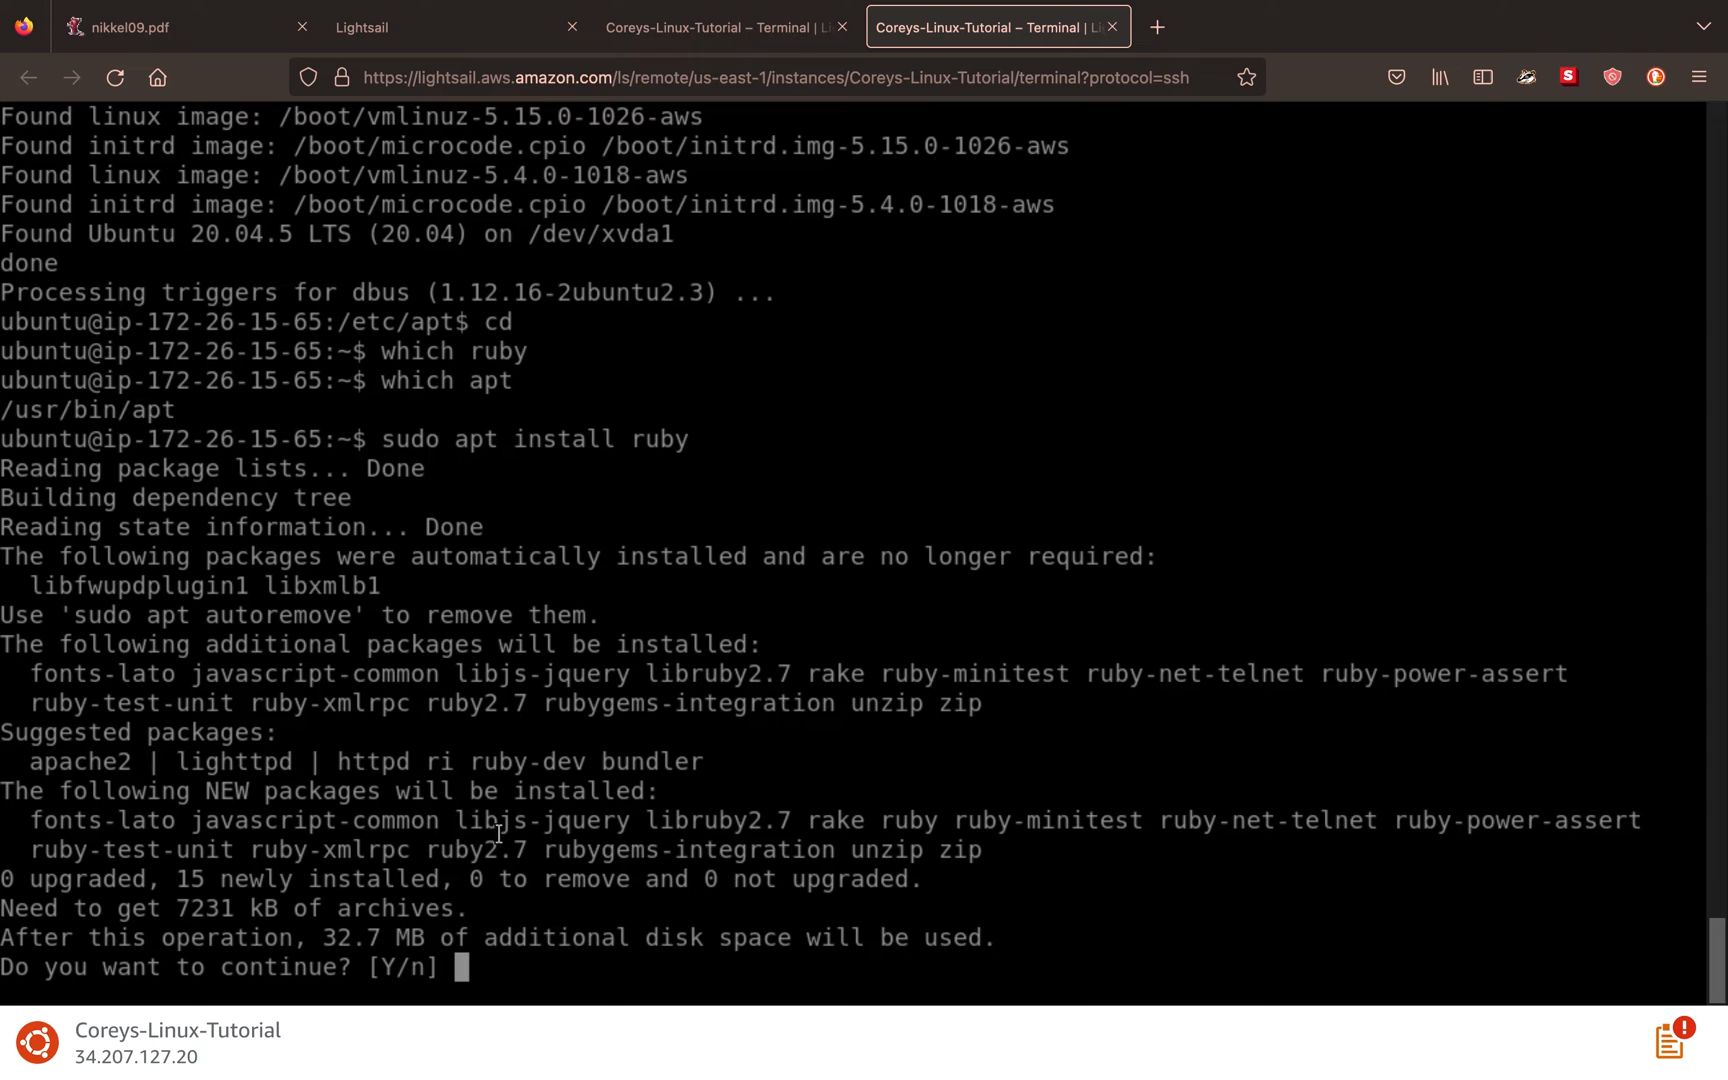 nikkel09.pdf
Lightsail
Coreys-Linux-Tutorial – Terminal | Li
Coreys-Linux-Tutorial – Terminal | Li
https://lightsail.aws.amazon.com/ls/remote/us-east-1/instances/Coreys-Linux-Tutorial/terminal?protocol=ssh
S
Found linux image: /boot/vmlinuz-5.15.0-1026-aws
Found initrd image: /boot/microcode.cpio /boot/initrd.img-5.15.0-1026-aws
Found linux image: /boot/vmlinuz-5.4.0-1018-aws
Found initrd image: /boot/microcode.cpio /boot/initrd.img-5.4.0-1018-aws
Found Ubuntu 20.04.5 LTS (20.04) on /dev/xvda1
done
Processing triggers for dbus (1.12.16-2ubuntu2.3) ...
ubuntu@ip-172-26-15-65:/etc/apt$ cd
ubuntu@ip-172-26-15-65:~$ which ruby
ubuntu@ip-172-26-15-65:~$ which apt
/usr/bin/apt
ubuntu@ip-172-26-15-65:~$ sudo apt install ruby
Reading package lists... Done
Building dependency tree
Reading state information... Done
The following packages were automatically installed and are no longer required:
  libfwupdplugin1 libxmlb1
Use 'sudo apt autoremove' to remove them.
The following additional packages will be installed:
  fonts-lato javascript-common libjs-jquery libruby2.7 rake ruby-minitest ruby-net-telnet ruby-power-assert
  ruby-test-unit ruby-xmlrpc ruby2.7 rubygems-integration unzip zip
Suggested packages:
  apache2 | lighttpd | httpd ri ruby-dev bundler
The following NEW packages will be installed:
  fonts-lato javascript-common libjs-jquery libruby2.7 rake ruby ruby-minitest ruby-net-telnet ruby-power-assert
  ruby-test-unit ruby-xmlrpc ruby2.7 rubygems-integration unzip zip
0 upgraded, 15 newly installed, 0 to remove and 0 not upgraded.
Need to get 7231 kB of archives.
After this operation, 32.7 MB of additional disk space will be used.
Do you want to continue? [Y/n]
Coreys-Linux-Tutorial
34.207.127.20